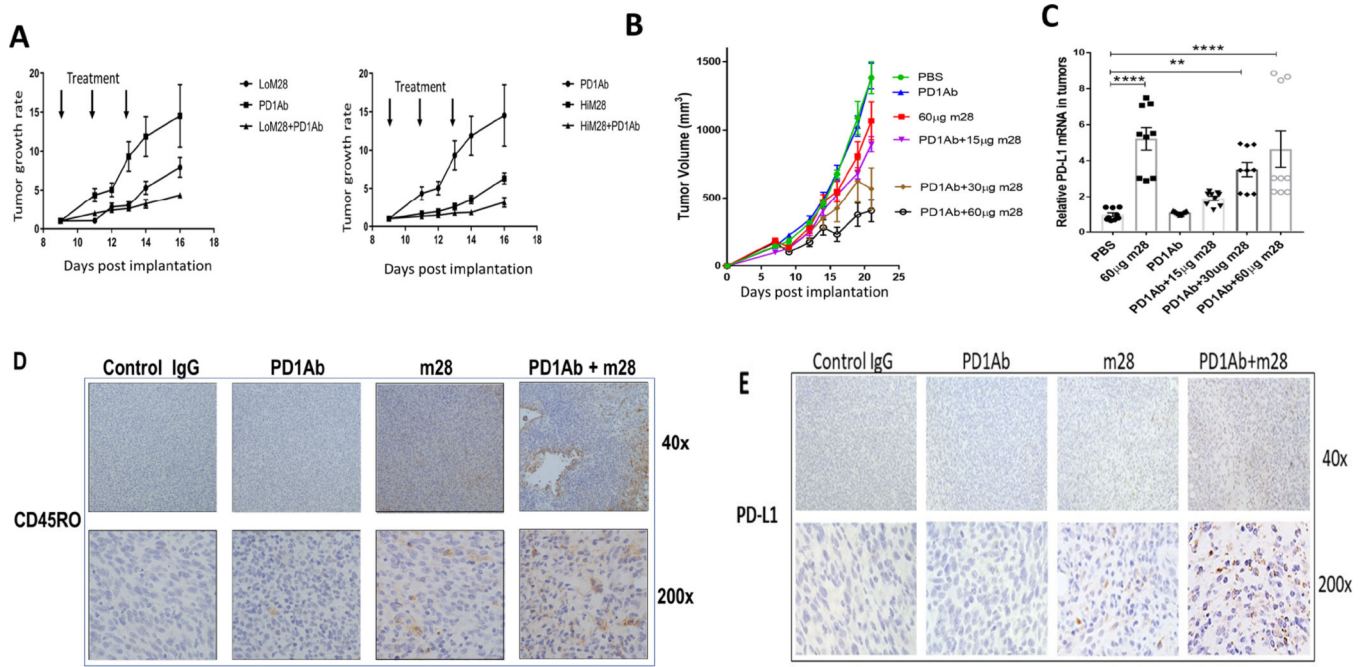 A
Tumor growth rate
20
15
10
5
0
8
10
12
14
16
18
Treatment
LoM28
PD1Ab
LoM28+PD1Ab
Days post implantation
Tumor growth rate
20
15
10
5
0
8
10
12
14
16
18
Treatment
PD1Ab
HiM28
HiM28+PD1Ab
Days post implantation
B
Tumor Volume (mm³)
1500
1000
500
0
0
5
10
15
20
25
PBS
PD1Ab
60μg m28
PD1Ab+15μg m28
PD1Ab+30μg m28
PD1Ab+60μg m28
Days post implantation
C
Relative PD-L1 mRNA in tumors
10
8
6
4
2
0
****
**
****
PBS
60μg m28
PD1Ab
PD1Ab+15μg m28
PD1Ab+30ug m28
PD1Ab+60μg m28
D
Control IgG
PD1Ab
m28
PD1Ab + m28
CD45RO
40x
200x
E
Control IgG
PD1Ab
m28
PD1Ab+m28
PD-L1
40x
200x